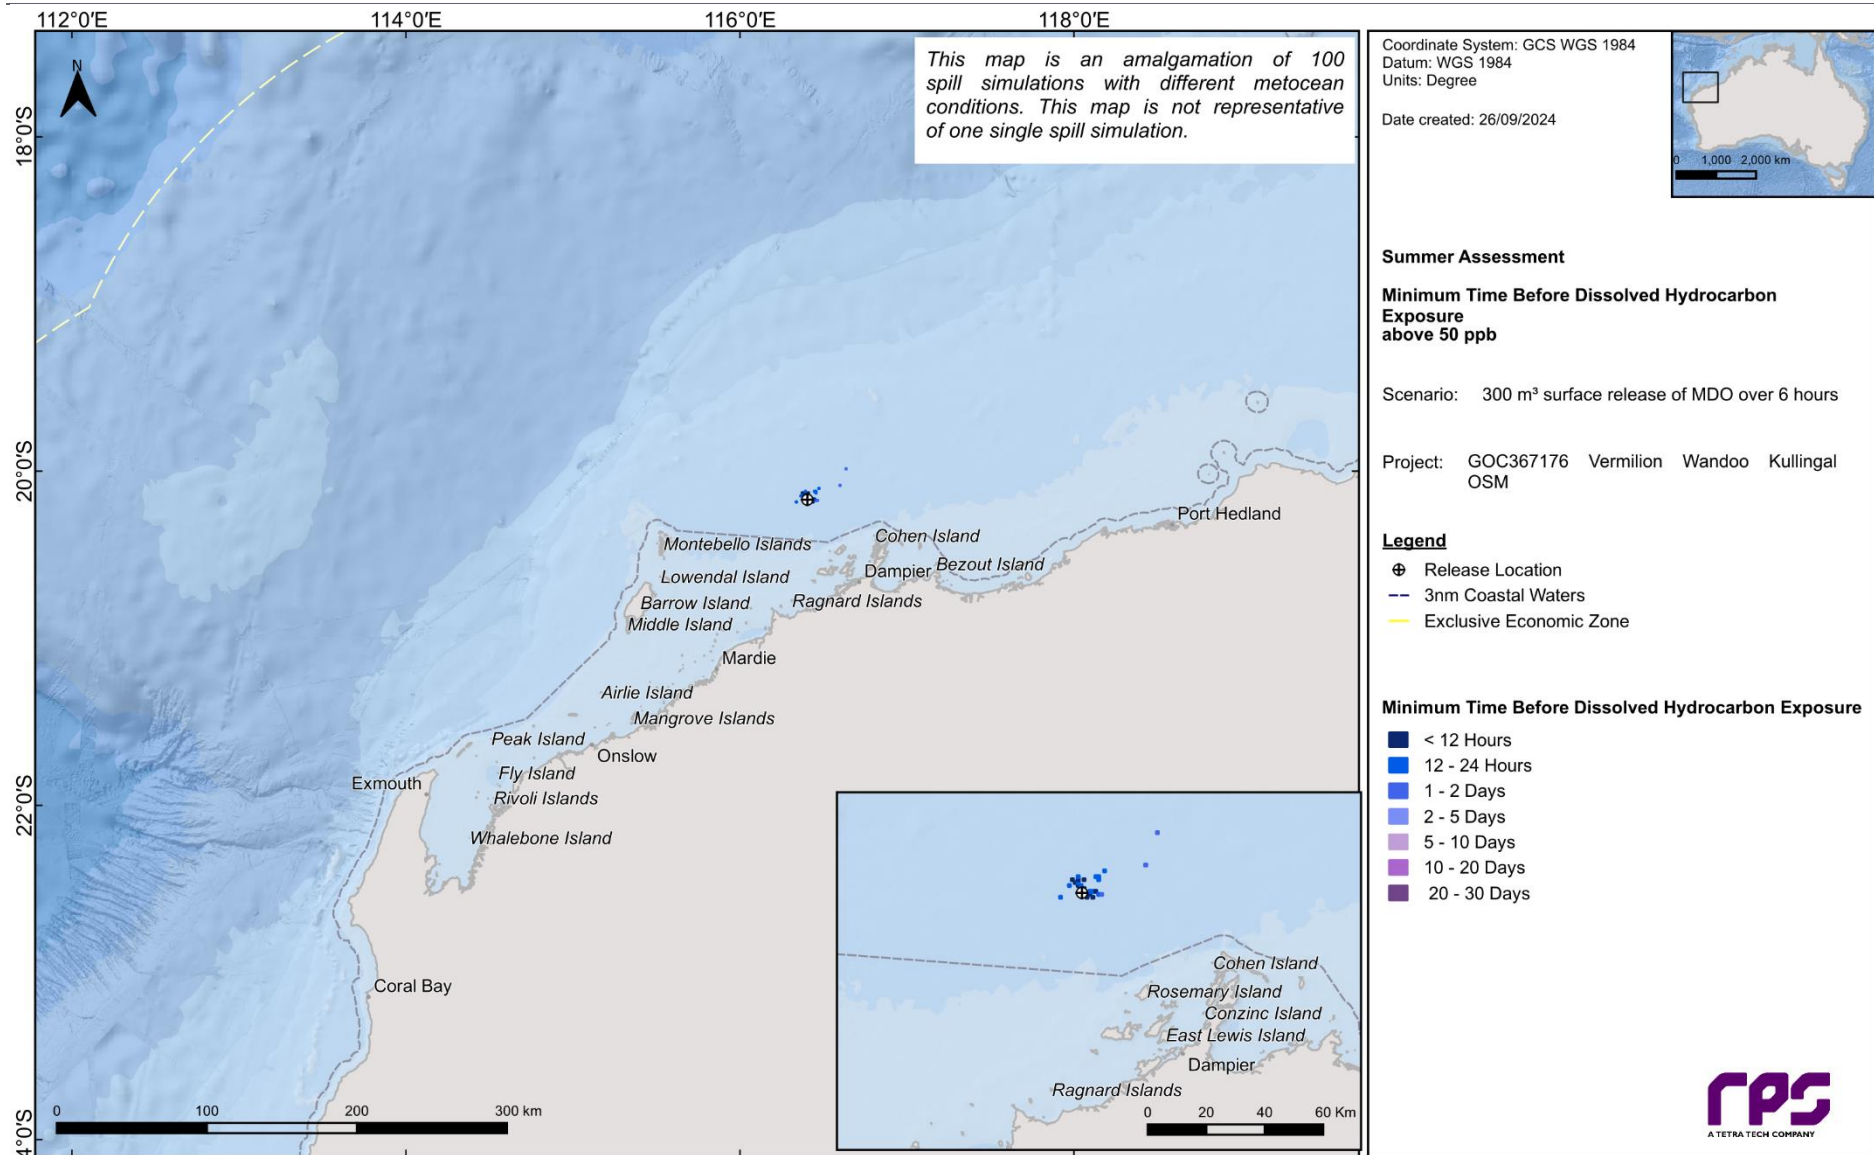 112°0'E 114°0'E 116°0'E 118°0'E
18°0'S
20°0'S
22°0'S
4°0'S
N
This map is an amalgamation of 100
spill simulations with different metocean
conditions. This map is not representative
of one single spill simulation.
Cohen Island
Port Hedland
Montebello Islands
Dampier
Bezout Island
Lowendal Island
Barrow Island
Ragnard Islands
Middle Island
Mardie
Airlie Island
Mangrove Islands
Peak Island
Onslow
Exmouth
Fly Island
Rivoli Islands
Whalebone Island
Coral Bay
0 100 200 300 km
Cohen Island
Rosemary Island
Conzinc Island
East Lewis Island
Dampier
Ragnard Islands
0 20 40 60 Km
Coordinate System: GCS WGS 1984
Datum: WGS 1984
Units: Degree
Date created: 26/09/2024
0 1,000 2,000 km
Summer Assessment
Minimum Time Before Dissolved Hydrocarbon
Exposure
above 50 ppb
Scenario: 300 m³ surface release of MDO over 6 hours
Project: GOC367176 Vermilion Wandoo Kullingal
OSM
Legend
Release Location
3nm Coastal Waters
Exclusive Economic Zone
Minimum Time Before Dissolved Hydrocarbon Exposure
< 12 Hours
12 - 24 Hours
1 - 2 Days
2 - 5 Days
5 - 10 Days
10 - 20 Days
20 - 30 Days
rps
A TETRA TECH COMPANY